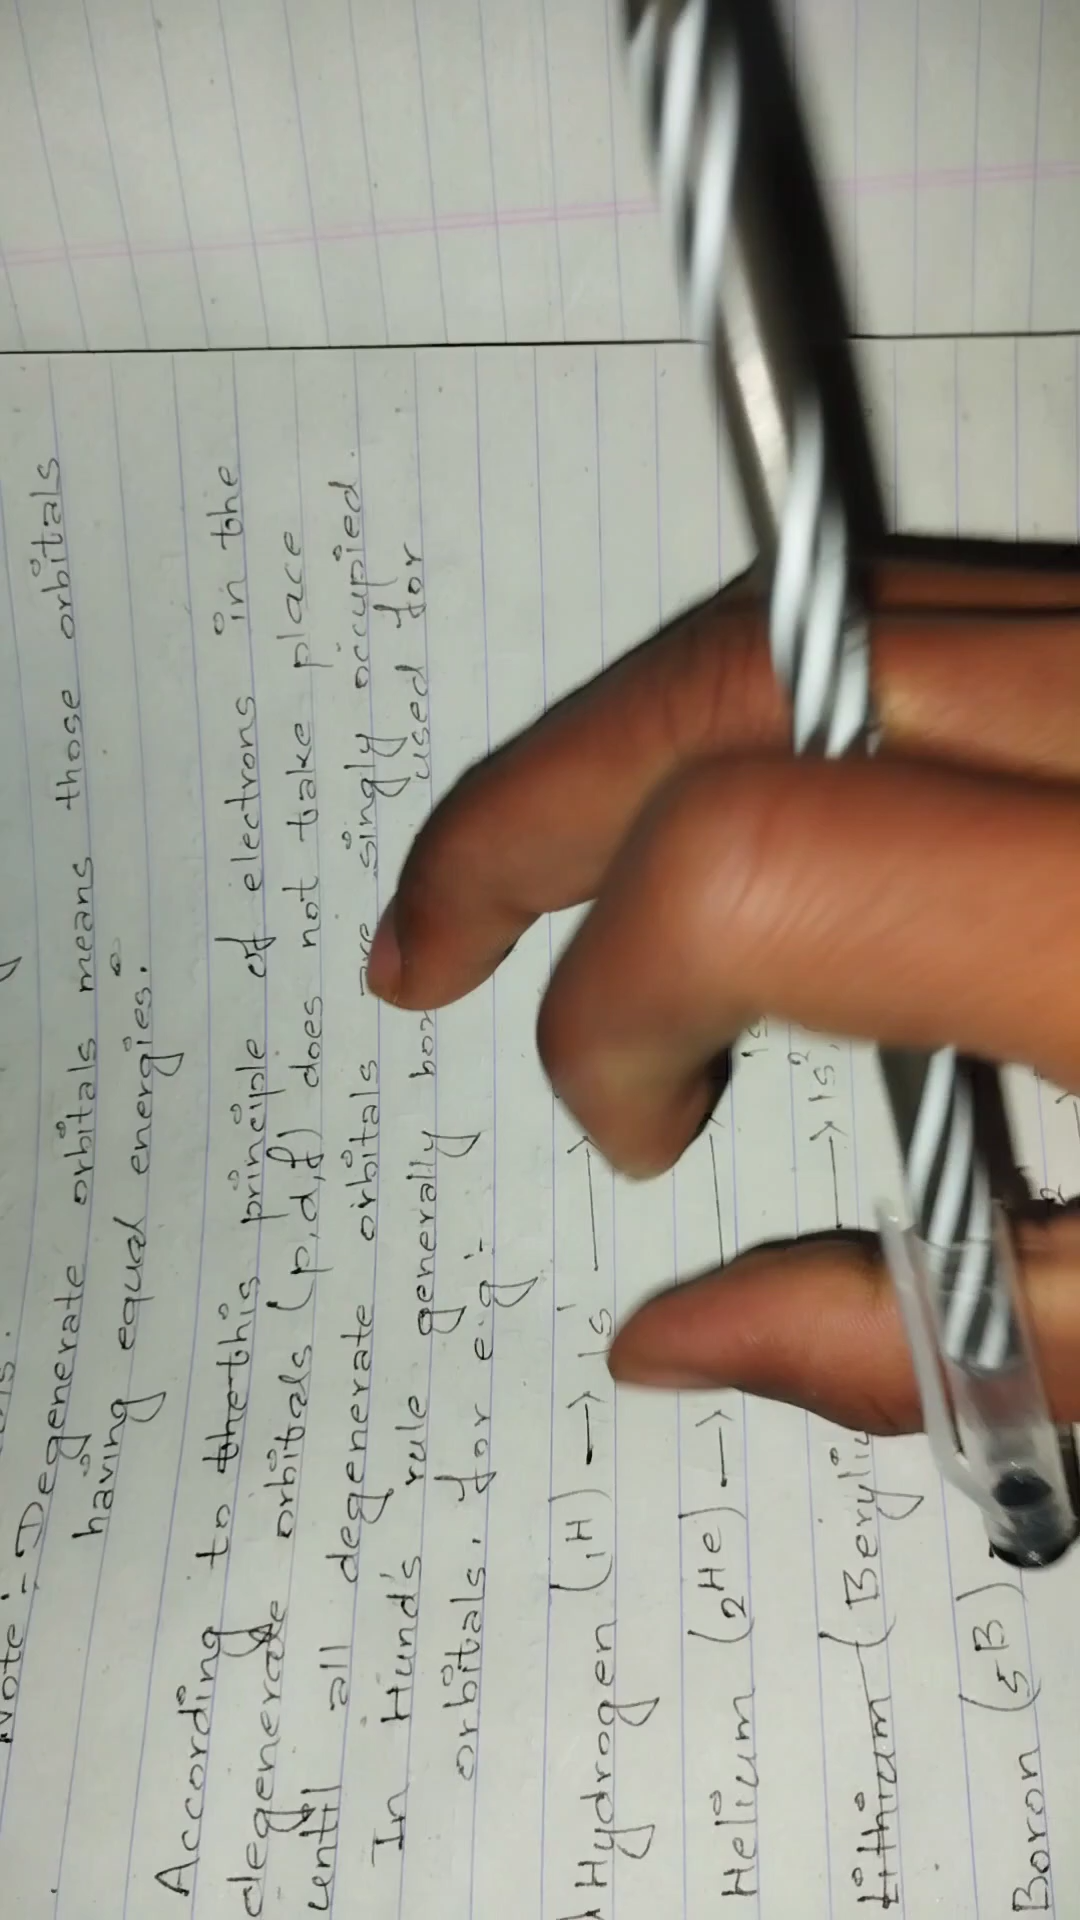 Note :- Degenerate orbitals means those orbitals
having equal energies.
According to the this principle of electrons in the
degenerate orbitals (p,d,f) does not take place
until all degenerate orbitals are singly occupied.
In Hund's rule generally used for
orbitals. for e.g :-
Hydrogen (1H) → 1s¹ →
Helium (2He) →
Lithium ( → 1s²
Boron (5B)